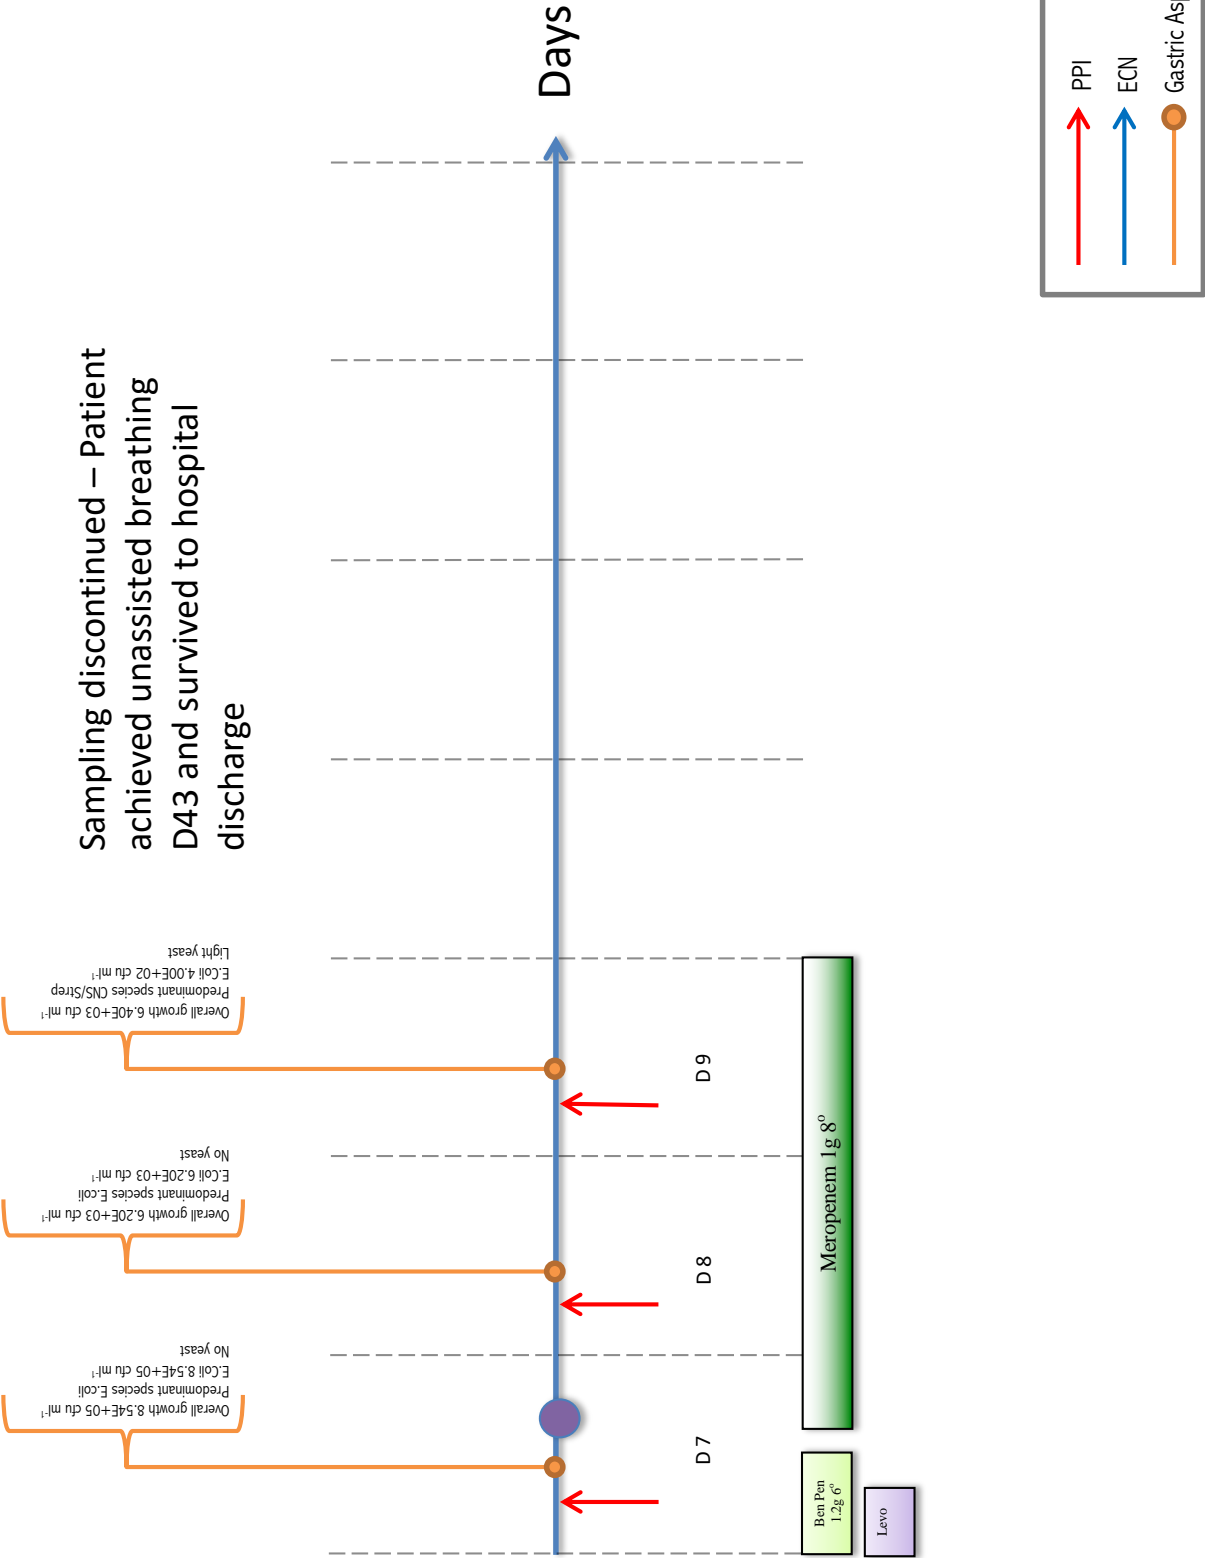 Sampling discontinued – Patient
achieved unassisted breathing
D43 and survived to hospital
discharge
Overall growth 8.54E+05 cfu ml⁻¹
Predominant species E.coli
E.Coli 8.54E+05 cfu ml⁻¹
No yeast
Overall growth 6.20E+03 cfu ml⁻¹
Predominant species E.coli
E.Coli 6.20E+03 cfu ml⁻¹
No yeast
Overall growth 6.40E+03 cfu ml⁻¹
Predominant species CNS/Strep
E.Coli 4.00E+02 cfu ml⁻¹
Light yeast
Days
D 7
D 8
D 9
Ben Pen
1.2g 6°
Meropenem 1g 8°
Levo
PPI
ECN
Gastric